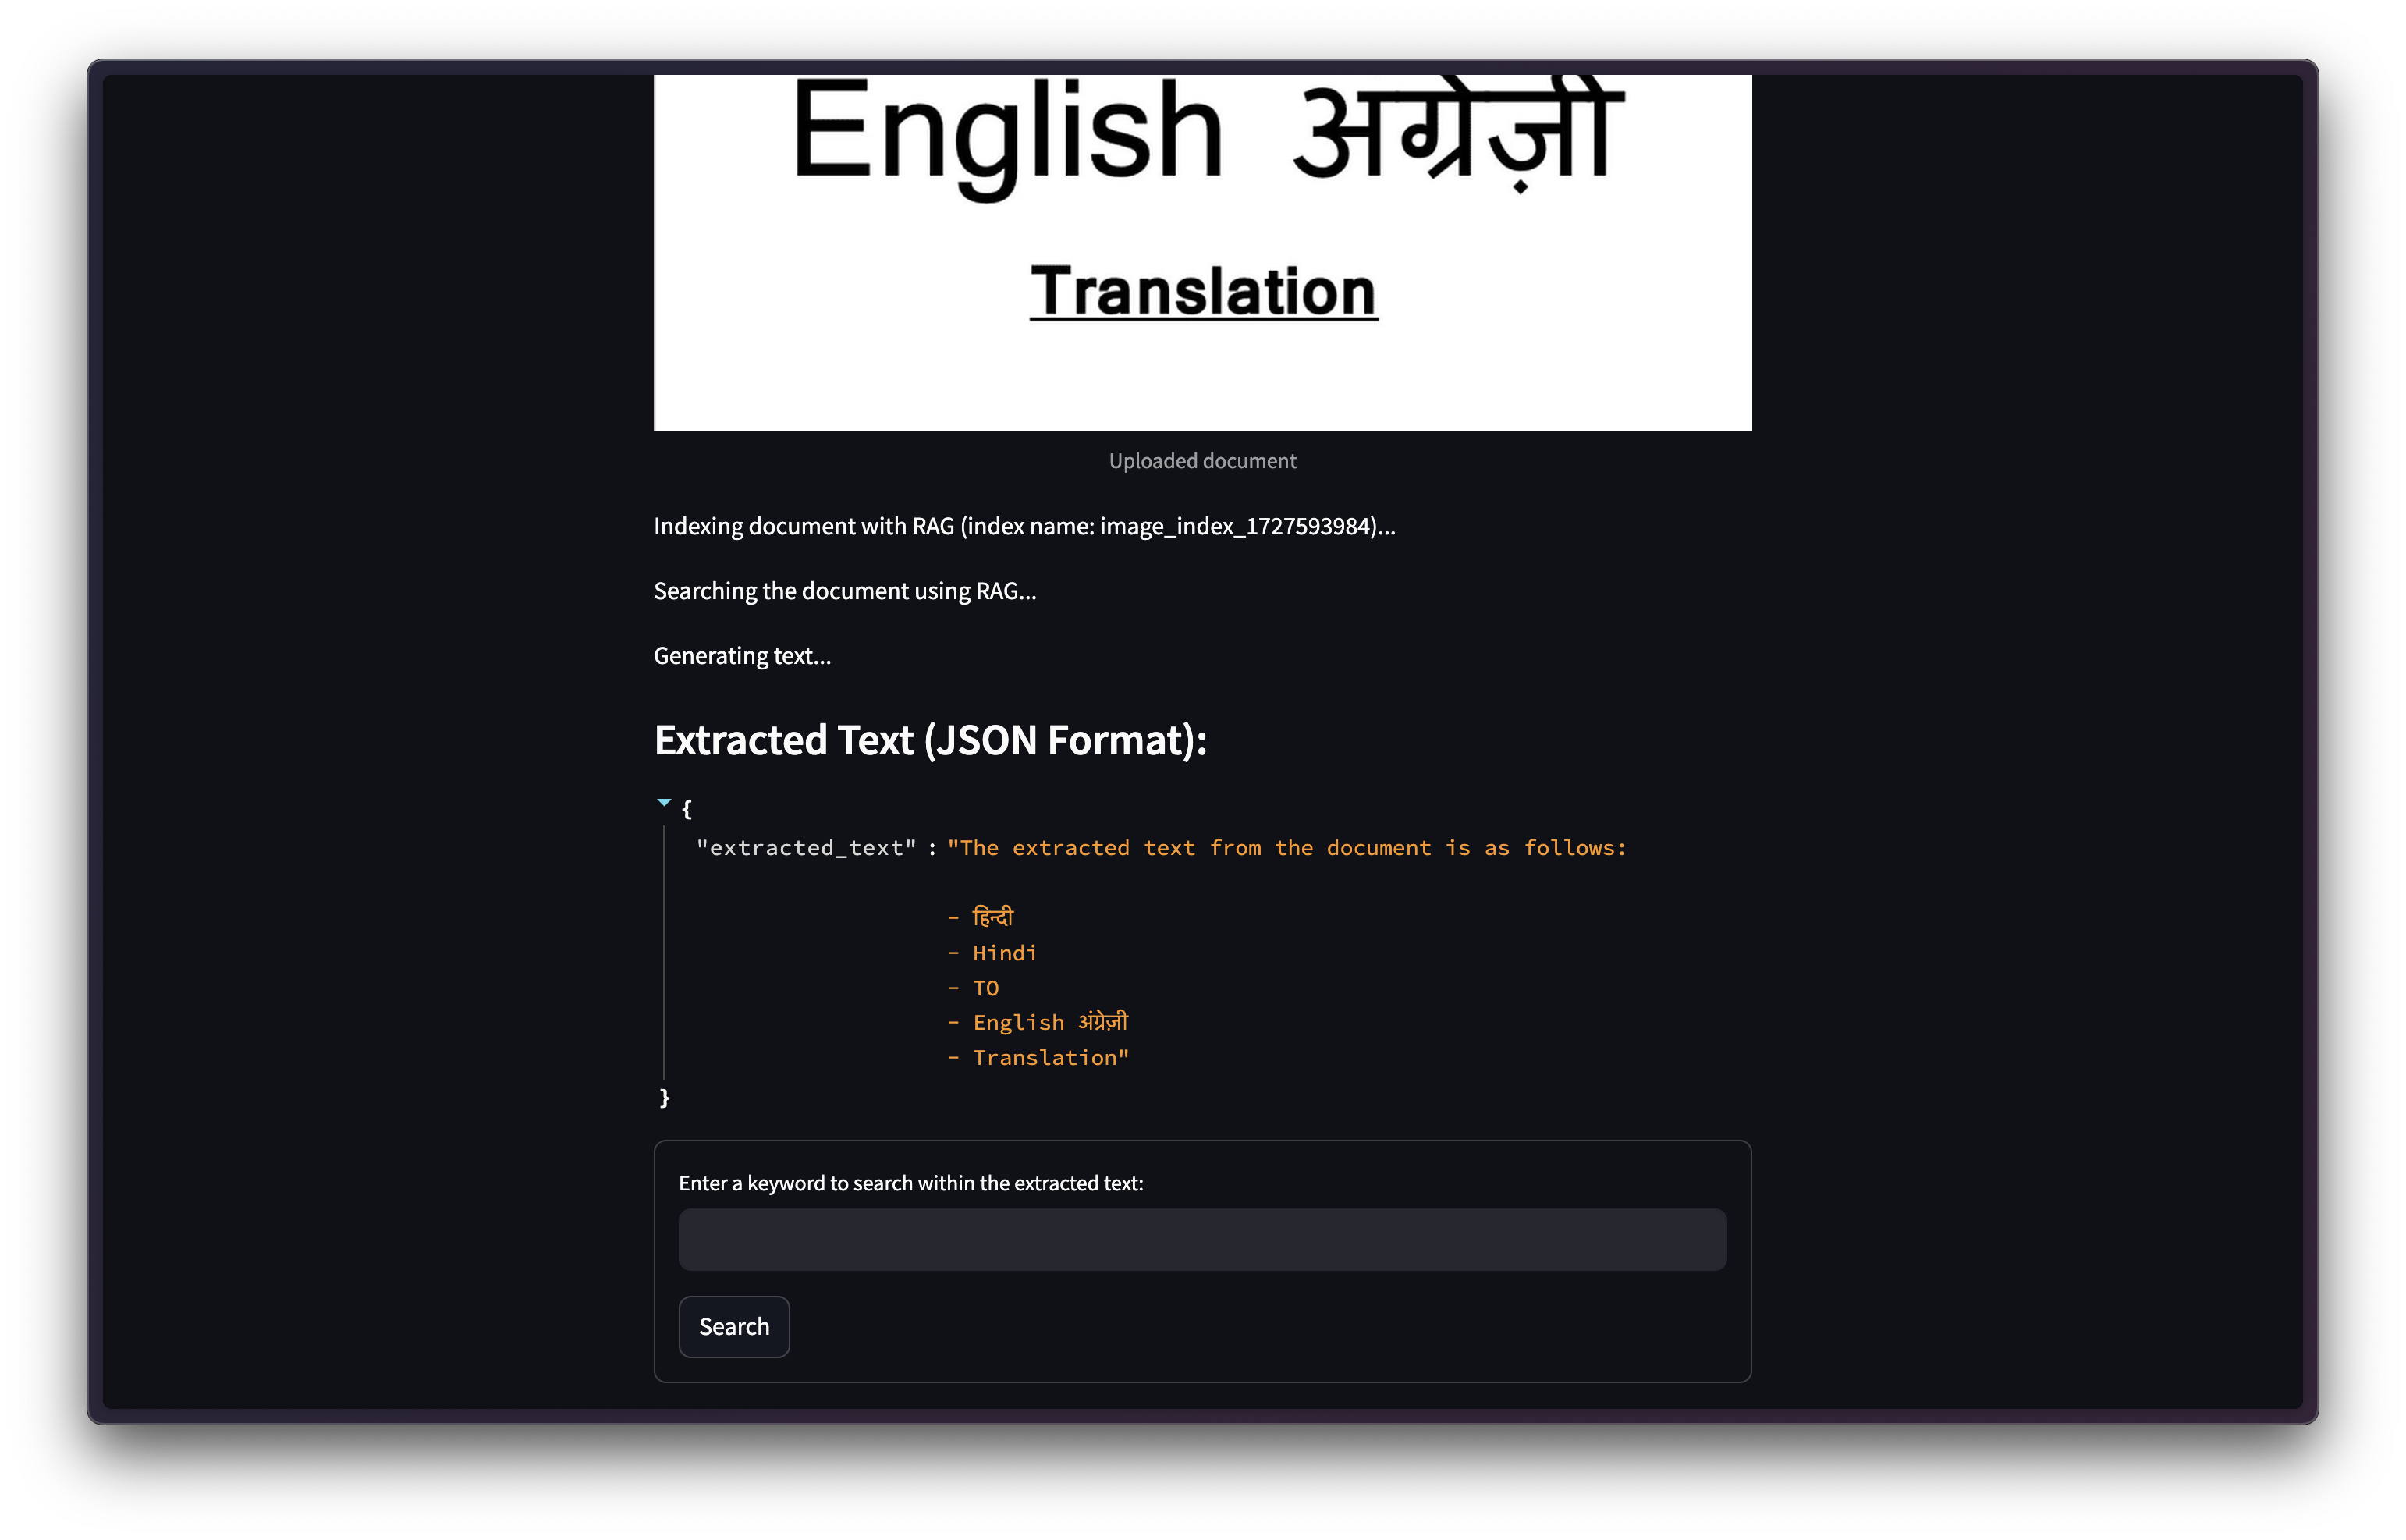 English अग्रेज़ी
Translation
Uploaded document
Indexing document with RAG (index name: image_index_1727593984)...
Searching the document using RAG...
Generating text...
Extracted Text (JSON Format):
{
"extracted_text" : "The extracted text from the document is as follows:
- हिन्दी
- Hindi
- TO
- English अंग्रेज़ी
- Translation"
}
Enter a keyword to search within the extracted text:
Search